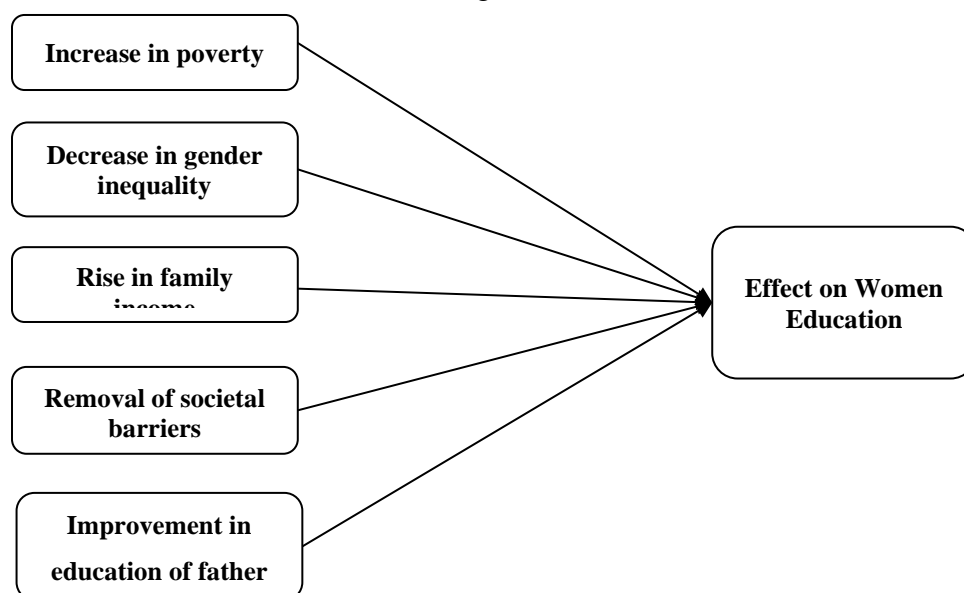 Increase in poverty
Decrease in gender
inequality
Rise in family
income
Removal of societal
barriers
Improvement in
education of father
Effect on Women
Education